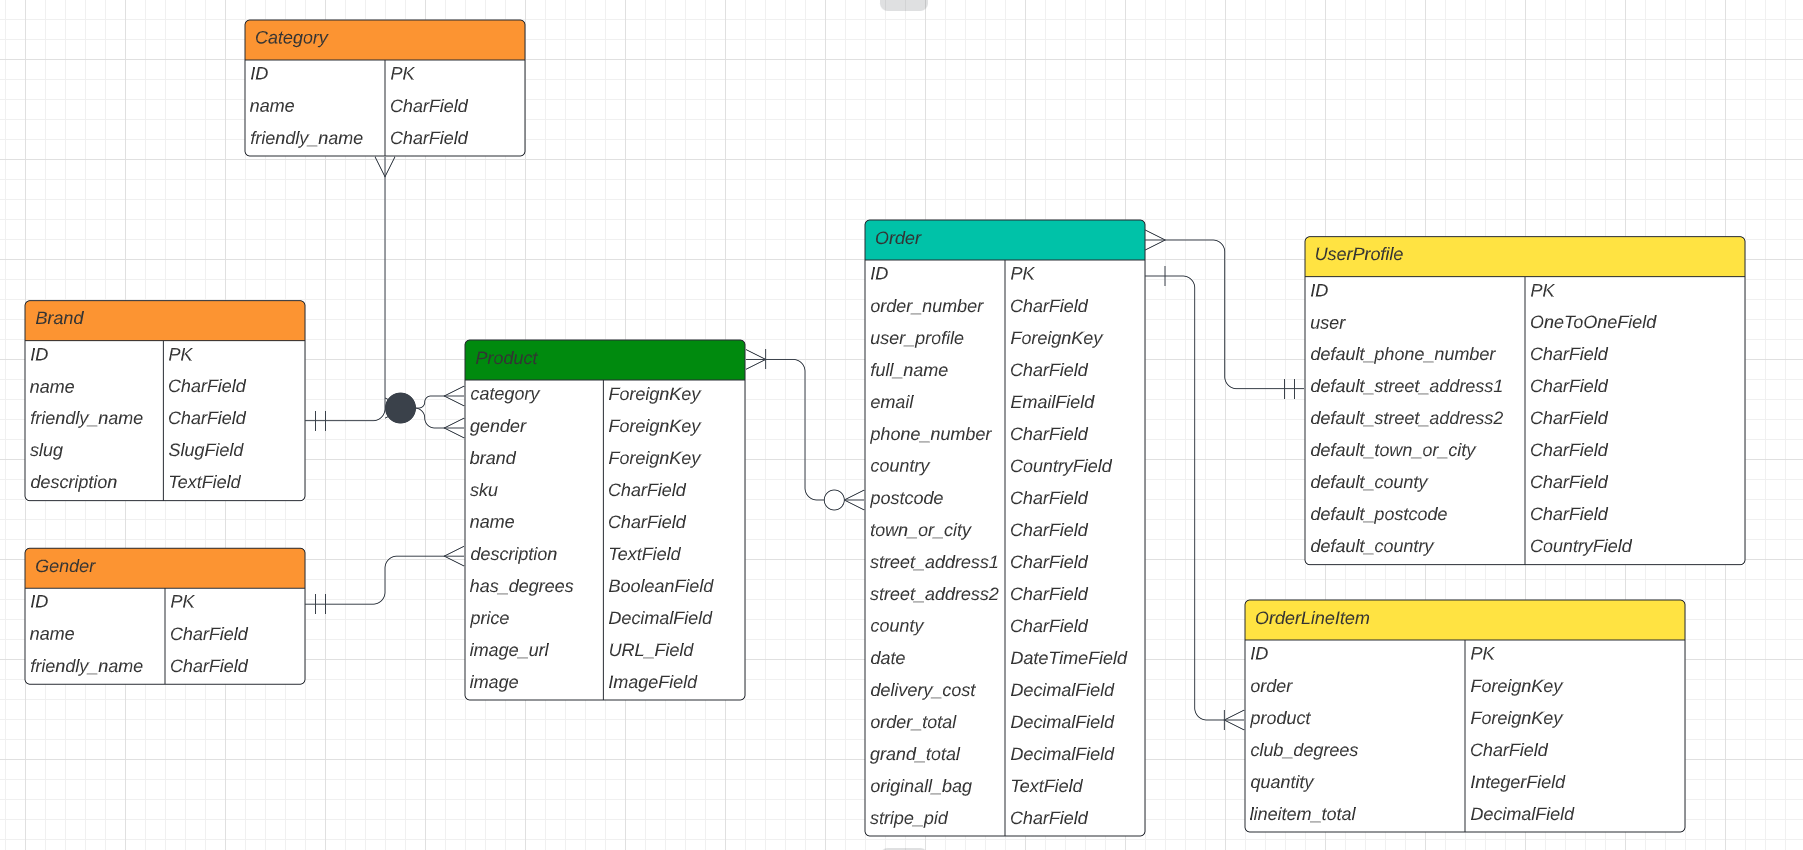 Category
ID PK
name CharField
friendly_name CharField
Brand
ID PK
name CharField
friendly_name CharField
slug SlugField
description TextField
Gender
ID PK
name CharField
friendly_name CharField
Product
category ForeignKey
gender ForeignKey
brand ForeignKey
sku CharField
name CharField
description TextField
has_degrees BooleanField
price DecimalField
image_url URL_Field
image ImageField
Order
ID PK
order_number CharField
user_profile ForeignKey
full_name CharField
email EmailField
phone_number CharField
country CountryField
postcode CharField
town_or_city CharField
street_address1 CharField
street_address2 CharField
county CharField
date DateTimeField
delivery_cost DecimalField
order_total DecimalField
grand_total DecimalField
originall_bag TextField
stripe_pid CharField
UserProfile
ID PK
user OneToOneField
default_phone_number CharField
default_street_address1 CharField
default_street_address2 CharField
default_town_or_city CharField
default_county CharField
default_postcode CharField
default_country CountryField
OrderLineItem
ID PK
order ForeignKey
product ForeignKey
club_degrees CharField
quantity IntegerField
lineitem_total DecimalField